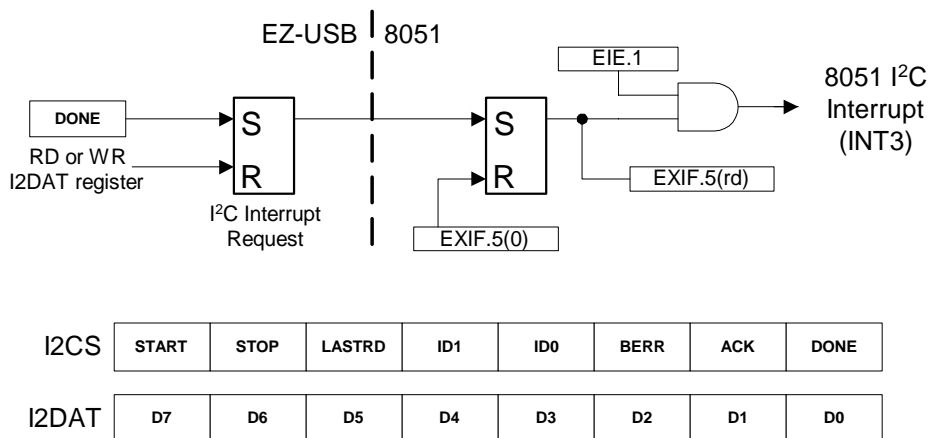 EZ-USB 8051
EIE.1
8051 I²C
Interrupt
(INT3)
DONE
S
R
RD or WR
I2DAT register
I²C Interrupt
Request
S
R
EXIF.5(rd)
EXIF.5(0)
I2CS START STOP LASTRD ID1 ID0 BERR ACK DONE
I2DAT D7 D6 D5 D4 D3 D2 D1 D0